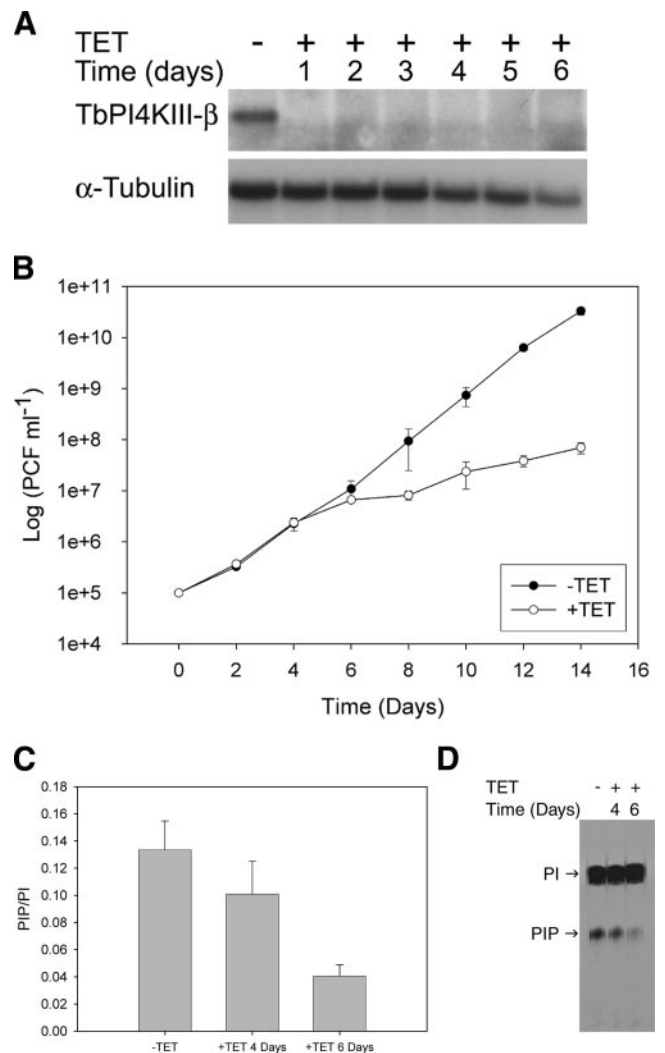 A
TET - + + + + + +
Time (days) 1 2 3 4 5 6
TbPI4KIII-β
α-Tubulin
B
1e+11
1e+10
1e+9
1e+8
1e+7
1e+6
1e+5
1e+4
Log (PCF ml⁻¹)
-TET
+TET
0 2 4 6 8 10 12 14 16
Time (Days)
C
0.18
0.16
0.14
0.12
0.10
0.08
0.06
0.04
0.02
0.00
PIP/PI
-TET +TET 4 Days +TET 6 Days
D
TET - + +
Time (Days) 4 6
PI →
PIP →